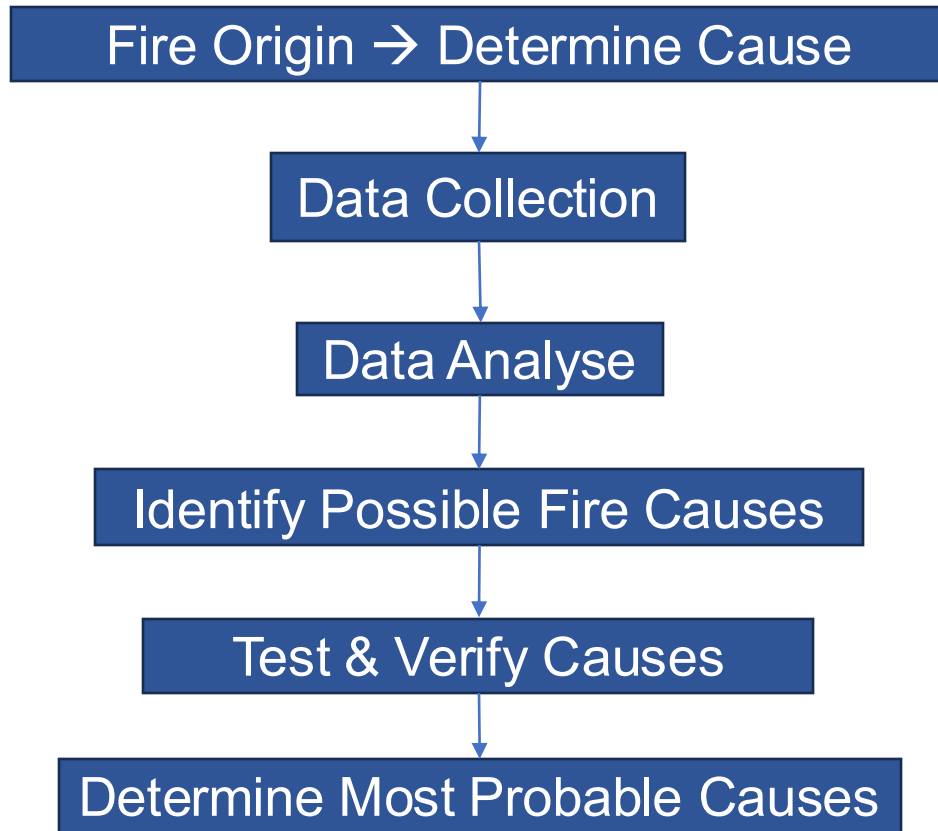 Fire Origin → Determine Cause
Data Collection
Data Analyse
Identify Possible Fire Causes
Test & Verify Causes
Determine Most Probable Causes